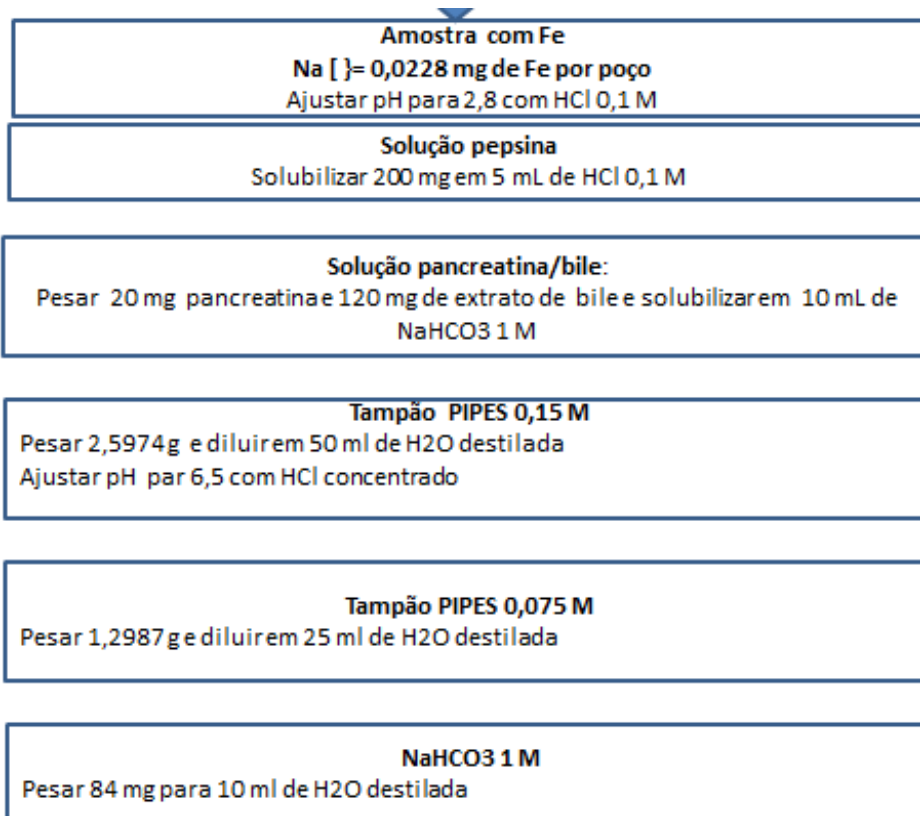 Amostra com Fe
Na [ }= 0,0228 mg de Fe por poço
Ajustar pH para 2,8 com HCl 0,1 M
Solução pepsina
Solubilizar 200 mg em 5 mL de HCl 0,1 M
Solução pancreatina/bile:
Pesar 20 mg pancreatina e 120 mg de extrato de bile e solubilizar em 10 mL de
NaHCO3 1 M
Tampão PIPES 0,15 M
Pesar 2,5974 g e diluir em 50 ml de H2O destilada
Ajustar pH par 6,5 com HCl concentrado
Tampão PIPES 0,075 M
Pesar 1,2987 g e diluir em 25 ml de H2O destilada
NaHCO3 1 M
Pesar 84 mg para 10 ml de H2O destilada